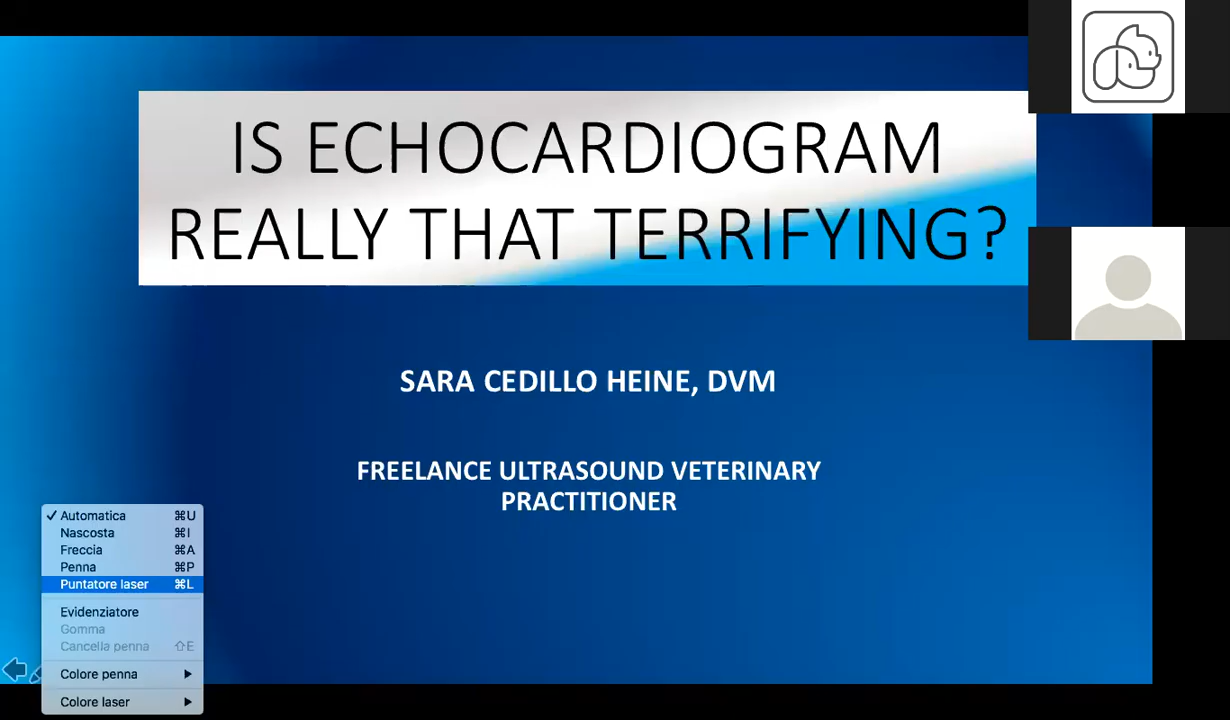 IS ECHOCARDIOGRAM
REALLY THAT TERRIFYING?
SARA CEDILLO HEINE, DVM
FREELANCE ULTRASOUND VETERINARY
PRACTITIONER
✓ Automatica ⌘U
Nascosta ⌘I
Freccia ⌘A
Penna ⌘P
Puntatore laser ⌘L
Evidenziatore
Gomma
Cancella penna ⇧E
Colore penna ▶
Colore laser ▶